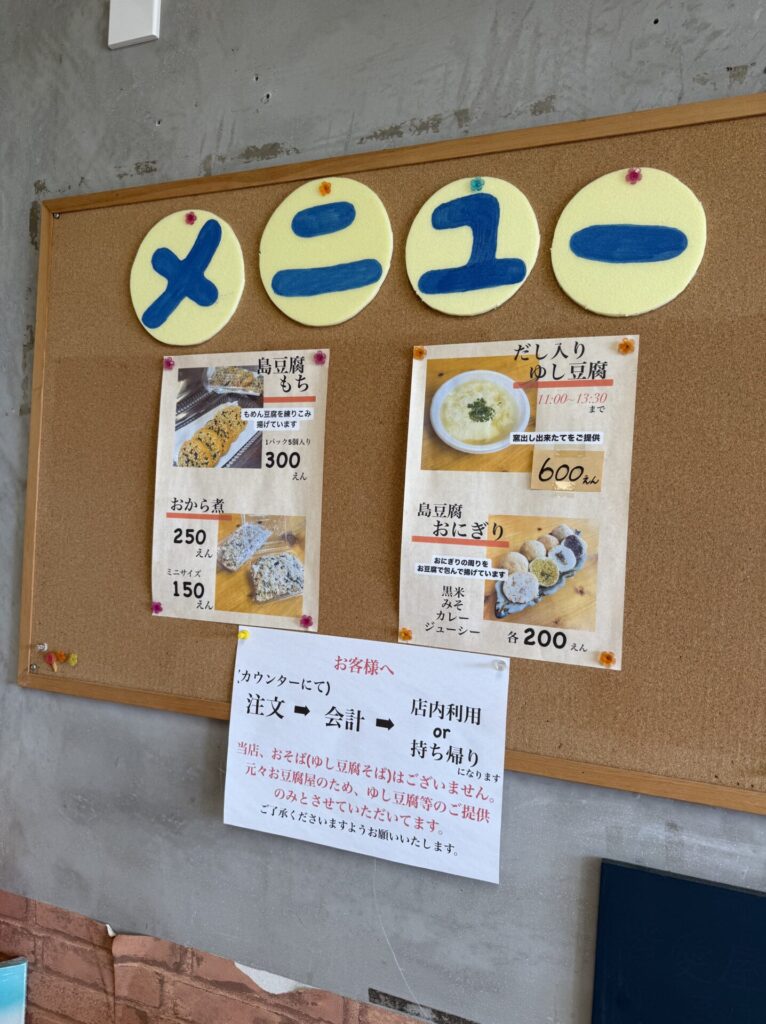 メニュー
島豆腐
もち
もめん豆腐を練りこみ
揚げています
1パック5個入り
300
えん
おから煮
250
えん
ミニサイズ
150
えん
だし入り
ゆし豆腐
11:00~13:30
まで
窯出し出来たてをご提供
600えん
島豆腐
おにぎり
おにぎりの周りを
お豆腐で包んで揚げています
黒米
みそ
カレー
ジューシー
各200えん
お客様へ
(カウンターにて)
注文➡会計➡
店内利用
or
持ち帰り
になります
当店、おそば(ゆし豆腐そば)はございません。
元々お豆腐屋のため、ゆし豆腐等のご提供
のみとさせていただいてます。
ご了承くださいますようお願いいたします。